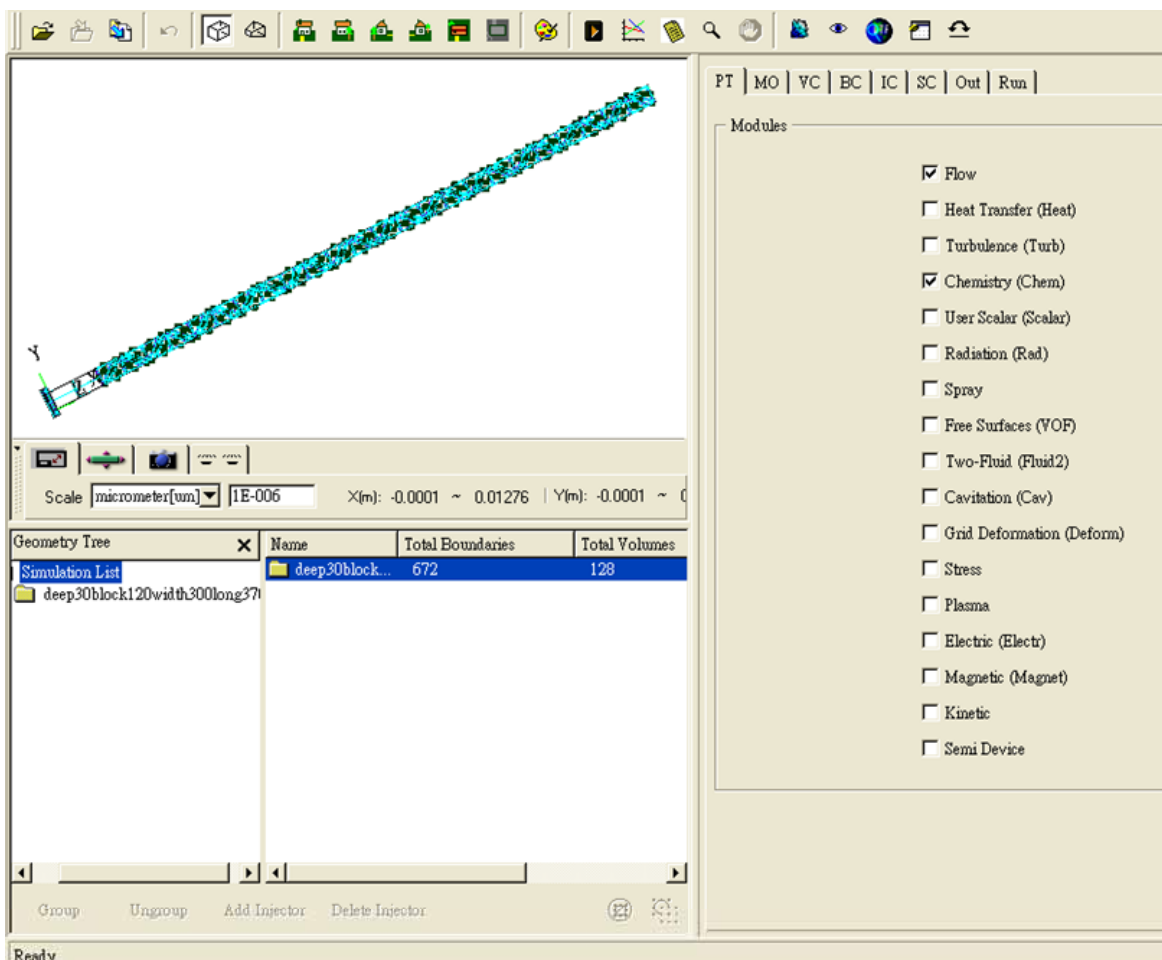 PT MO VC BC IC SC Out Run
Modules
Flow
Heat Transfer (Heat)
Turbulence (Turb)
Chemistry (Chem)
User Scalar (Scalar)
Radiation (Rad)
Spray
Free Surfaces (VOF)
Two-Fluid (Fluid2)
Cavitation (Cav)
Grid Deformation (Deform)
Stress
Plasma
Electric (Electr)
Magnetic (Magnet)
Kinetic
Semi Device
Y
Z X
Scale micrometer[um] 1E-006 X(m): -0.0001 ~ 0.01276 Y(m): -0.0001 ~
Geometry Tree
Simulation List
deep30block120width300long37
Name Total Boundaries Total Volumes
deep30block... 672 128
Group Ungroup Add Injector Delete Injector
Ready